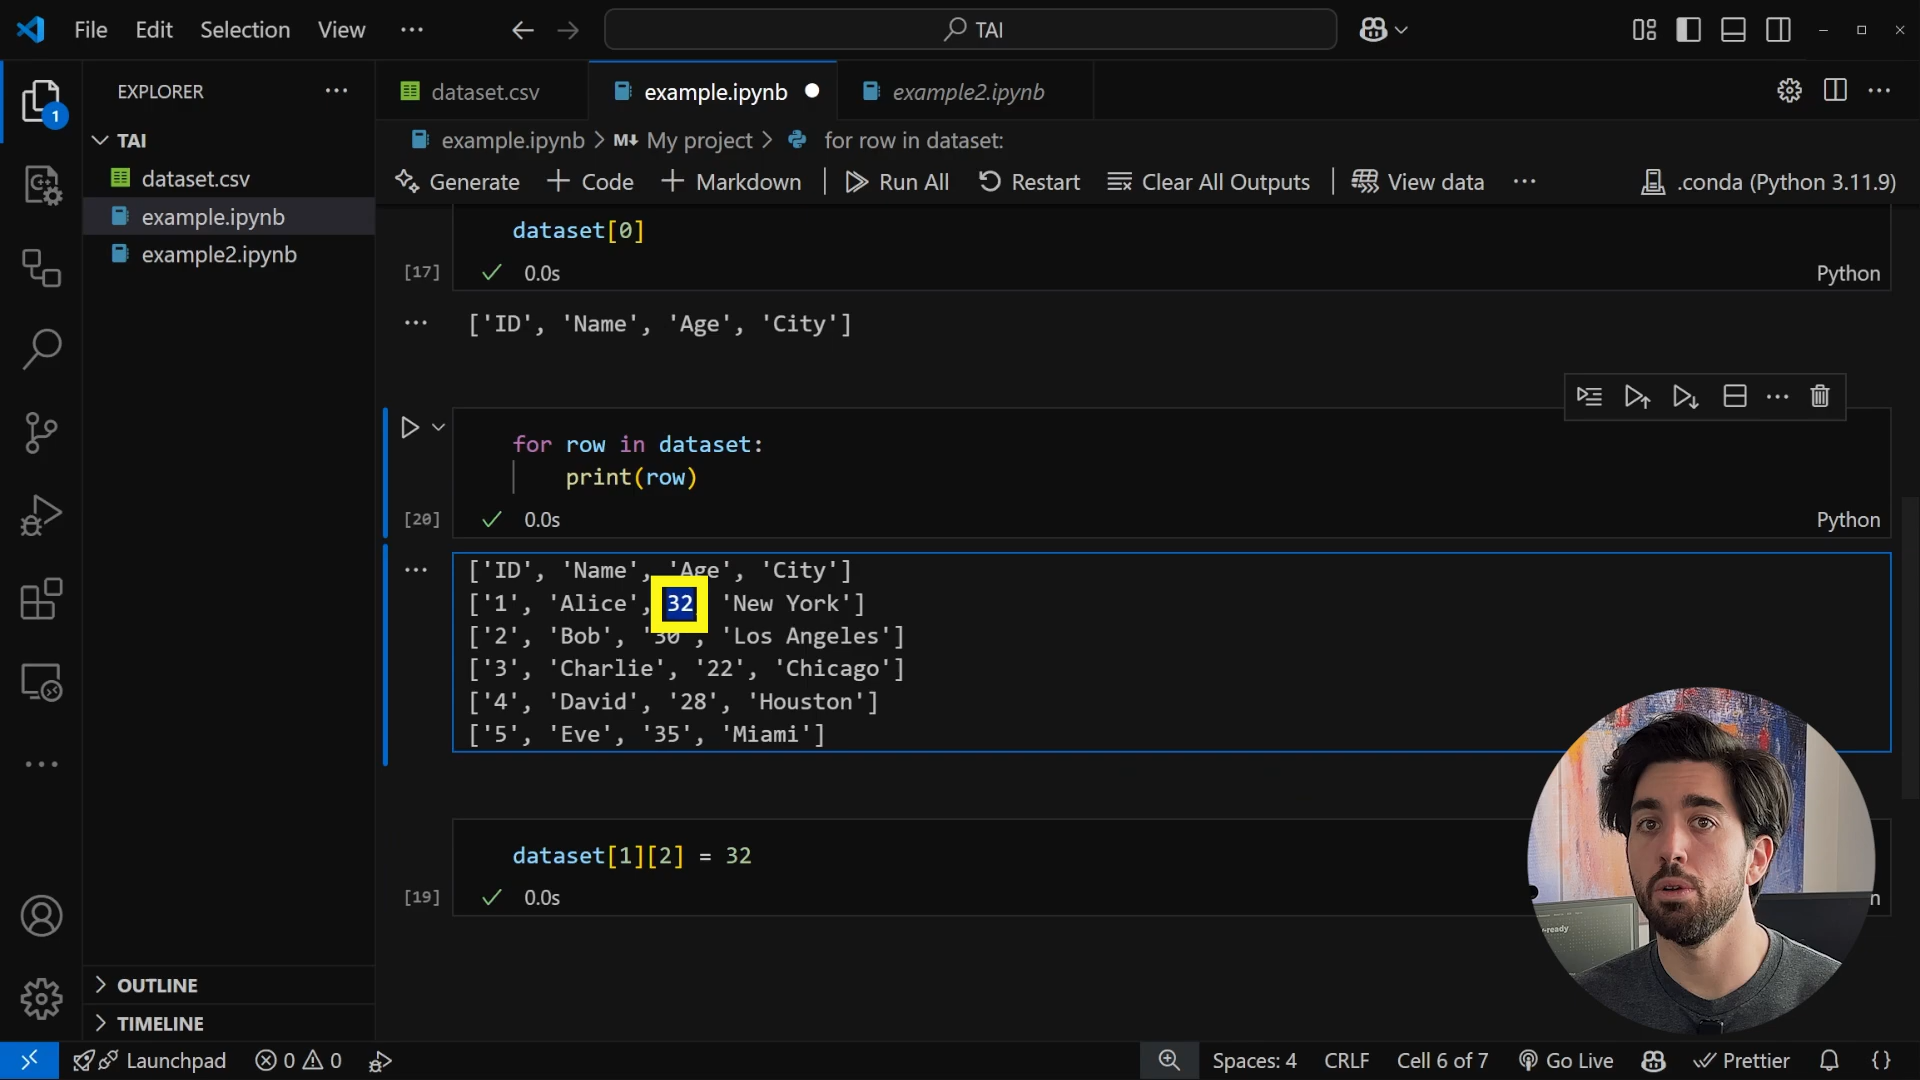 File Edit Selection View ... TAI
EXPLORER ...
1
TAI
dataset.csv
example.ipynb
example2.ipynb
OUTLINE
TIMELINE
dataset.csv example.ipynb example2.ipynb ...
example.ipynb > M↓ My project > for row in dataset:
Generate + Code + Markdown | Run All Restart Clear All Outputs | View data ... .conda (Python 3.11.9)
dataset[0]
[17] ✓ 0.0s Python
... ['ID', 'Name', 'Age', 'City']
for row in dataset:
print(row)
[20] ✓ 0.0s Python
... ['ID', 'Name', 'Age', 'City']
['1', 'Alice', 32 'New York']
['2', 'Bob', '30', 'Los Angeles']
['3', 'Charlie', '22', 'Chicago']
['4', 'David', '28', 'Houston']
['5', 'Eve', '35', 'Miami']
dataset[1][2] = 32
[19] ✓ 0.0s n
-ready
Launchpad 0 0 Spaces: 4 CRLF Cell 6 of 7 Go Live Prettier {}